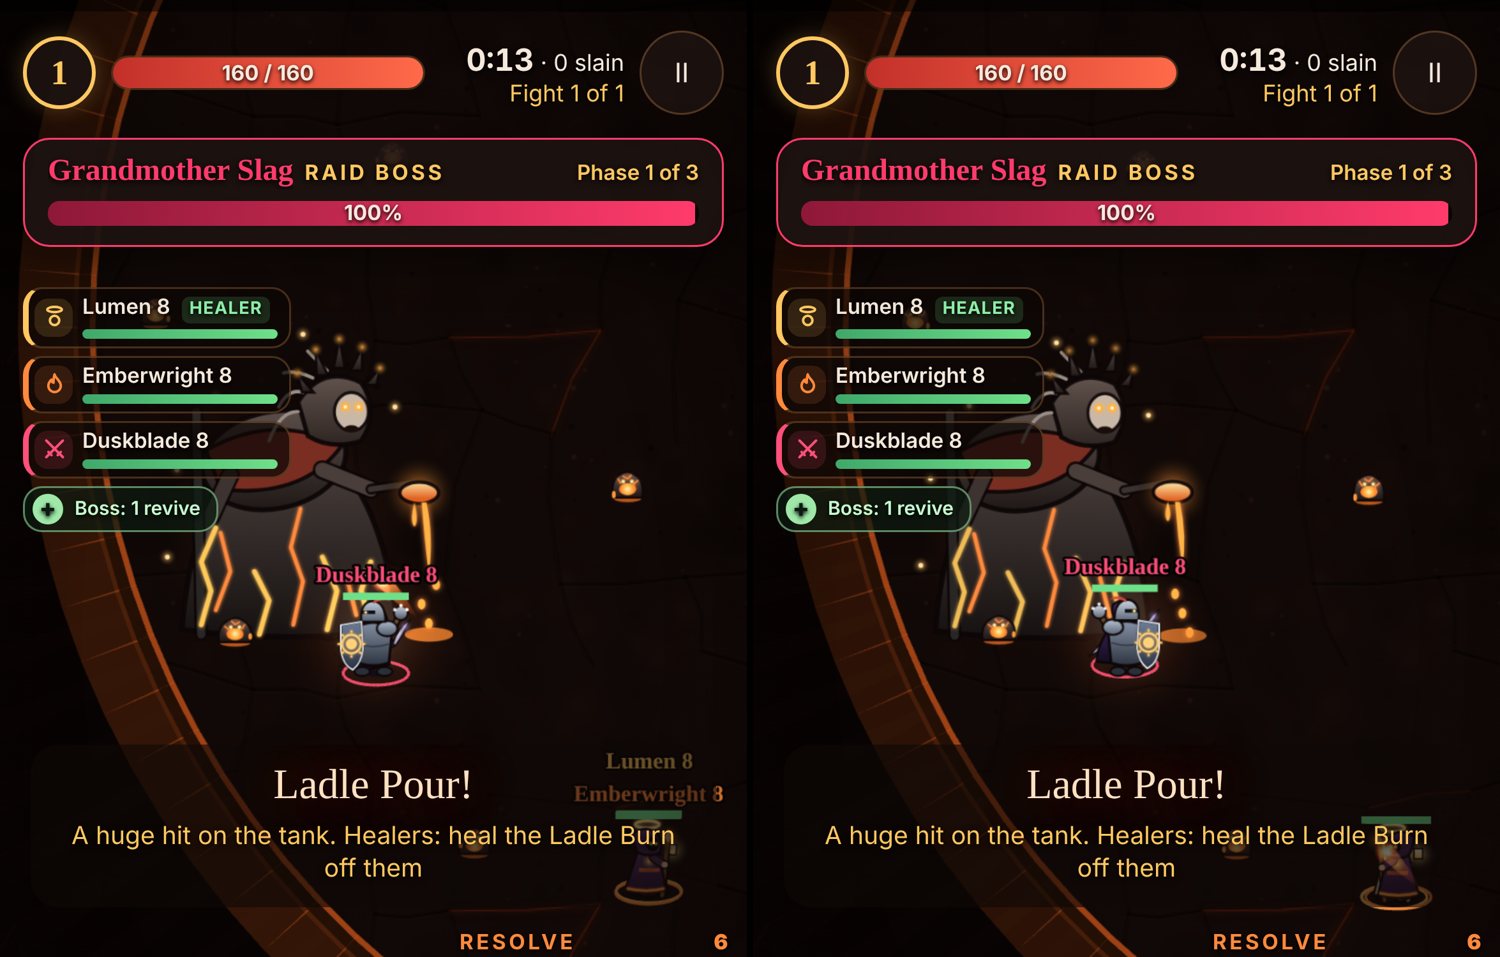 1
160 / 160
0:13 · 0 slain
Fight 1 of 1
Grandmother Slag RAID BOSS Phase 1 of 3
100%
Lumen 8 HEALER
Emberwright 8
Duskblade 8
Boss: 1 revive
Duskblade 8
Lumen 8
Emberwright 8
Ladle Pour!
A huge hit on the tank. Healers: heal the Ladle Burn
off them
RESOLVE 6
1
160 / 160
0:13 · 0 slain
Fight 1 of 1
Grandmother Slag RAID BOSS Phase 1 of 3
100%
Lumen 8 HEALER
Emberwright 8
Duskblade 8
Boss: 1 revive
Duskblade 8
Ladle Pour!
A huge hit on the tank. Healers: heal the Ladle Burn
off them
RESOLVE 6